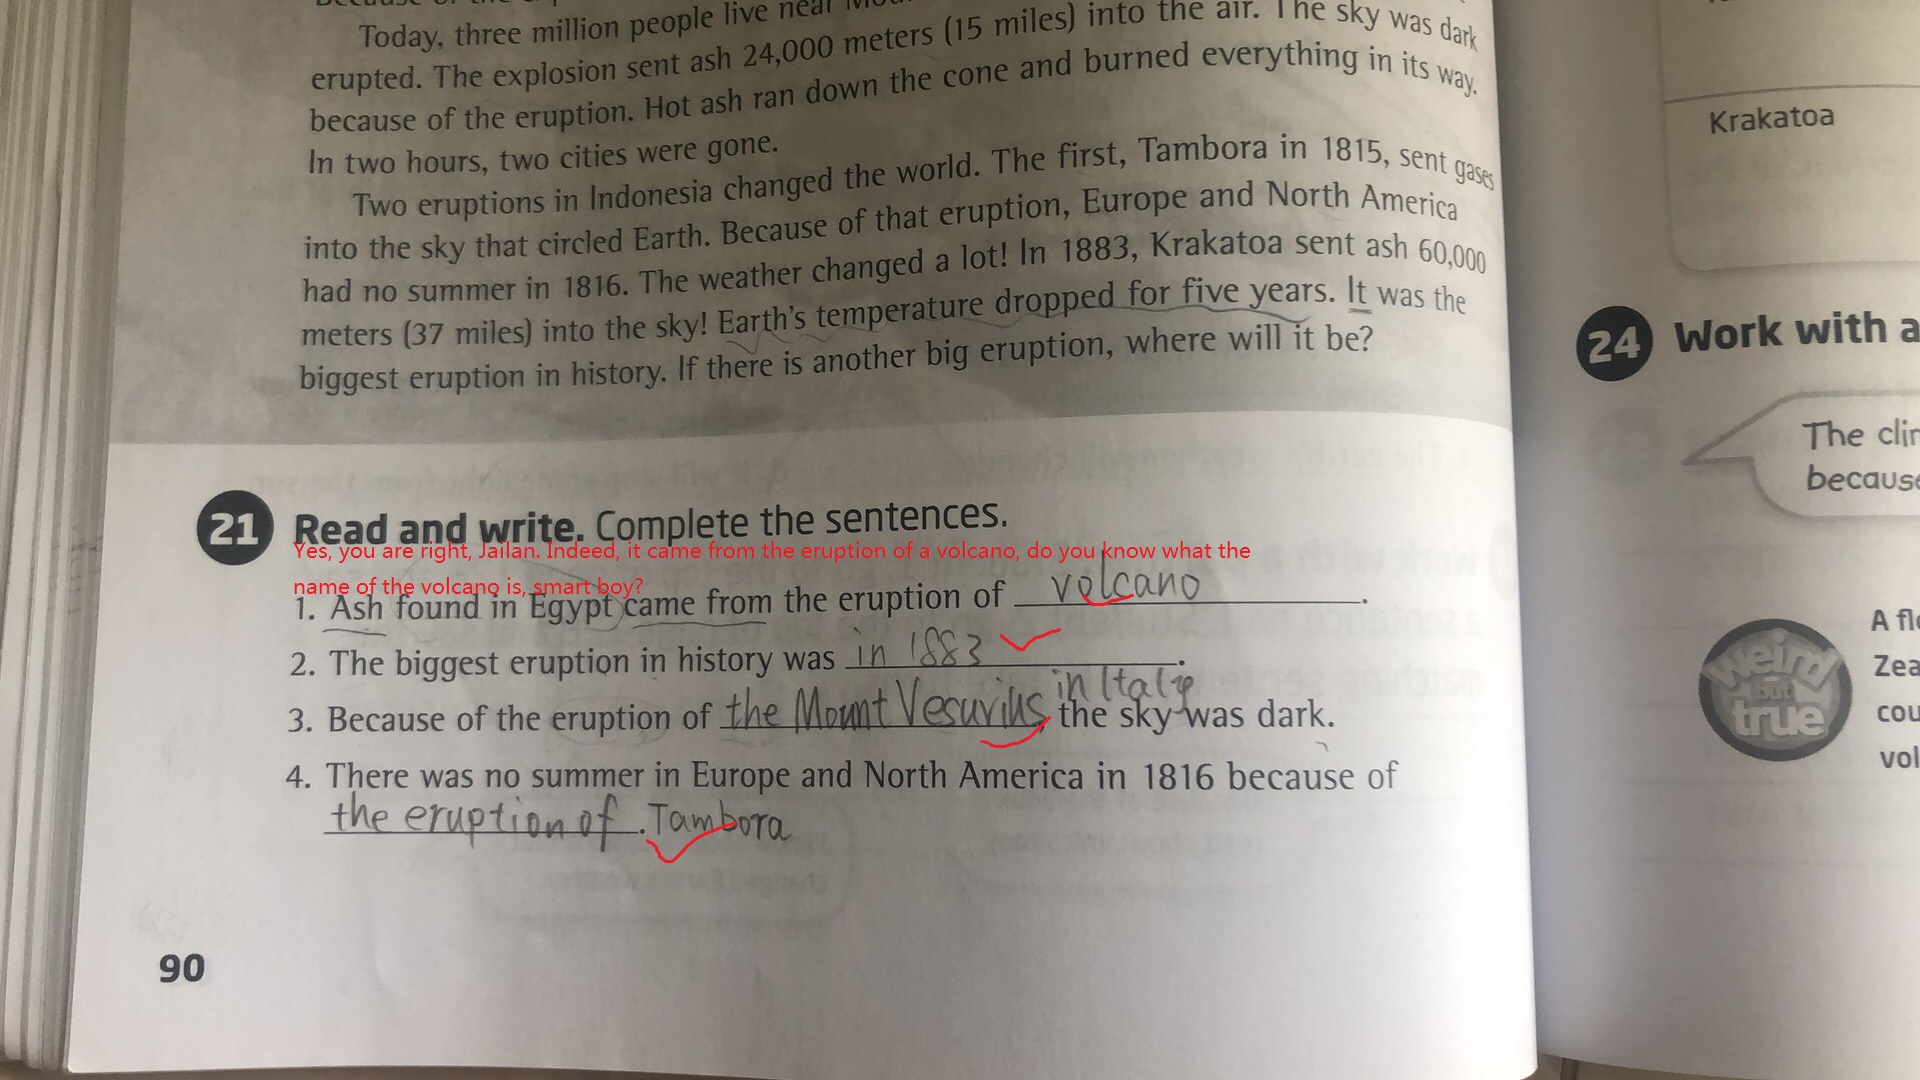 Today, three million people live near
erupted. The explosion sent ash 24,000 meters (15 miles) into the air. The sky was dark
because of the eruption. Hot ash ran down the cone and burned everything in its way.
In two hours, two cities were gone.
Two eruptions in Indonesia changed the world. The first, Tambora in 1815, sent gases
into the sky that circled Earth. Because of that eruption, Europe and North America
had no summer in 1816. The weather changed a lot! In 1883, Krakatoa sent ash 60,000
meters (37 miles) into the sky! Earth's temperature dropped for five years. It was the
biggest eruption in history. If there is another big eruption, where will it be?
21 Read and write. Complete the sentences.
Yes, you are right, Jailan. Indeed, it came from the eruption of a volcano, do you know what the
name of the volcano is, smart boy?
1. Ash found in Egypt came from the eruption of volcano.
2. The biggest eruption in history was in 1883.
in Italy
3. Because of the eruption of the Mount Vesuvius, the sky was dark.
4. There was no summer in Europe and North America in 1816 because of
the eruption of. Tambora
90
Krakatoa
24 Work with a
The
because
weird
but
true
A
cou